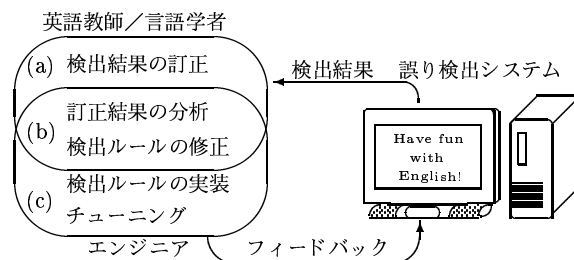 英語教師／言語学者
(a) 検出結果の訂正
(b) 訂正結果の分析
検出ルールの修正
(c) 検出ルールの実装
チューニング
エンジニア
検出結果
誤り検出システム
Have fun
with
English!
フィードバック